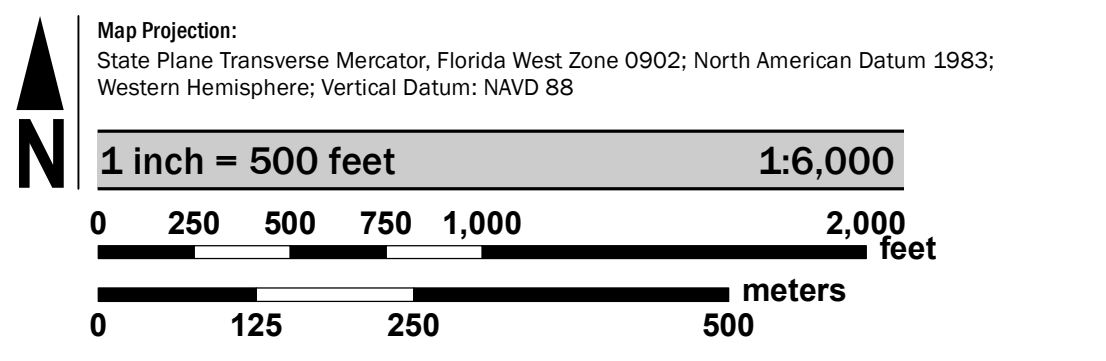 Map Projection:
State Plane Transverse Mercator, Florida West Zone 0902; North American Datum 1983;
Western Hemisphere; Vertical Datum: NAVD 88
N
1 inch = 500 feet 1:6,000
0 250 500 750 1,000 2,000
feet
meters
0 125 250 500